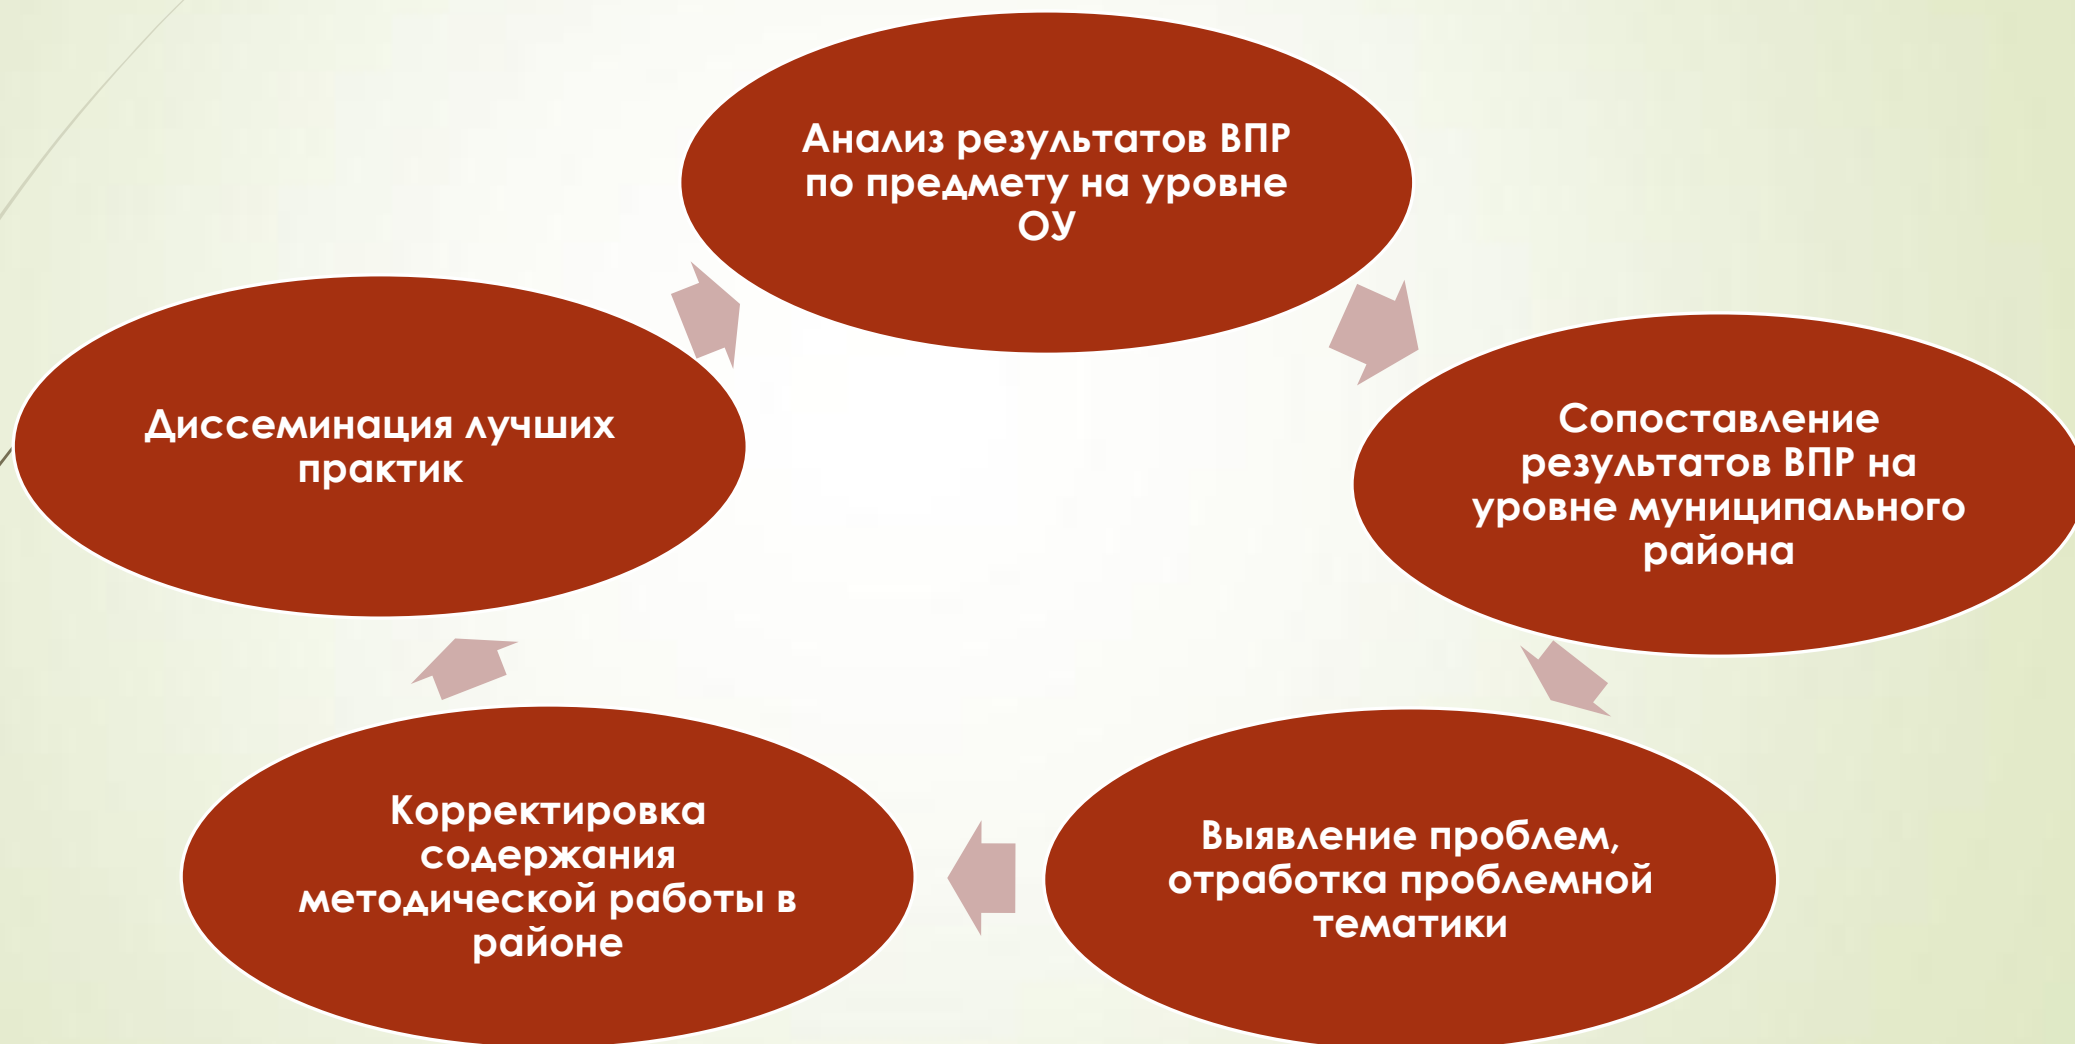 Анализ результатов ВПР
по предмету на уровне
ОУ
Сопоставление
результатов ВПР на
уровне муниципального
района
Выявление проблем,
отработка проблемной
тематики
Корректировка
содержания
методической работы в
районе
Диссеминация лучших
практик